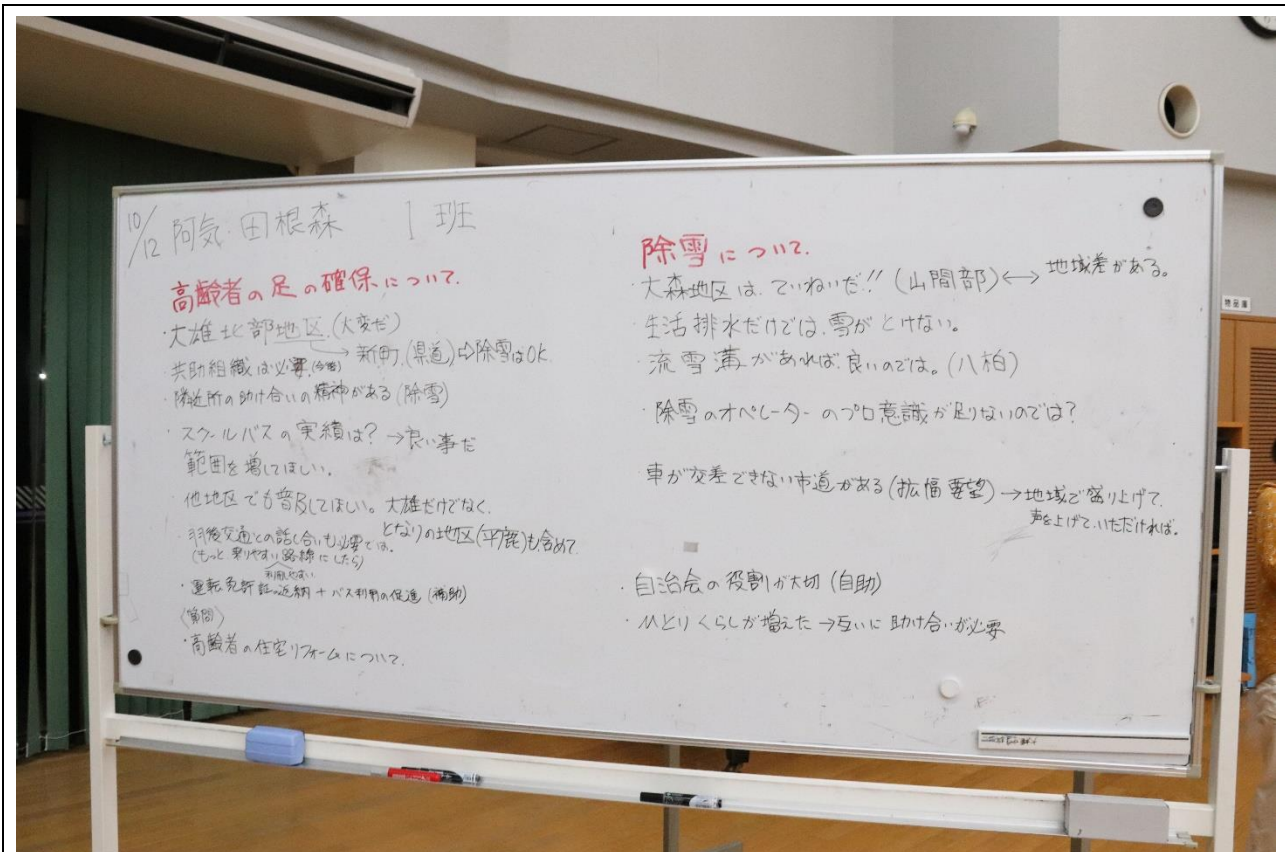 10/12 阿気・田根森 1班
高齢者の足の確保について.
・大雄北部地区.(大変だ)
→ 新町.(県道)⇨除雪はOK.
・共助組織は必要.(今後)
・隣近所の助け合いの精神がある(除雪)
・スクールバスの実績は?→良い事だ
範囲を増してほしい。
・他地区でも普及してほしい。大雄だけでなく.
となりの地区(平鹿)も含めて.
・羽後交通との話し合いも必要では.
(もっと乗りやすい路線にしたら)
利用しやすい
・運転免許証の返納+バス利用の促進(補助)
〈質問〉
・高齢者の住宅リフォームについて.
除雪について.
・大森地区は、ていねいだ!!(山間部)⟷ 地域差がある。
・生活排水だけでは、雪がとけない。
・流雪溝があれば、良いのでは。(八柏)
・除雪のオペレーターのプロ意識が足りないのでは?
・車が交差できない市道がある(拡幅要望)→地域で盛り上げて.
声を上げて.いただければ.
・自治会の役割が大切(自助)
・ひとりくらしが増えた→互いに助け合いが必要
物品庫